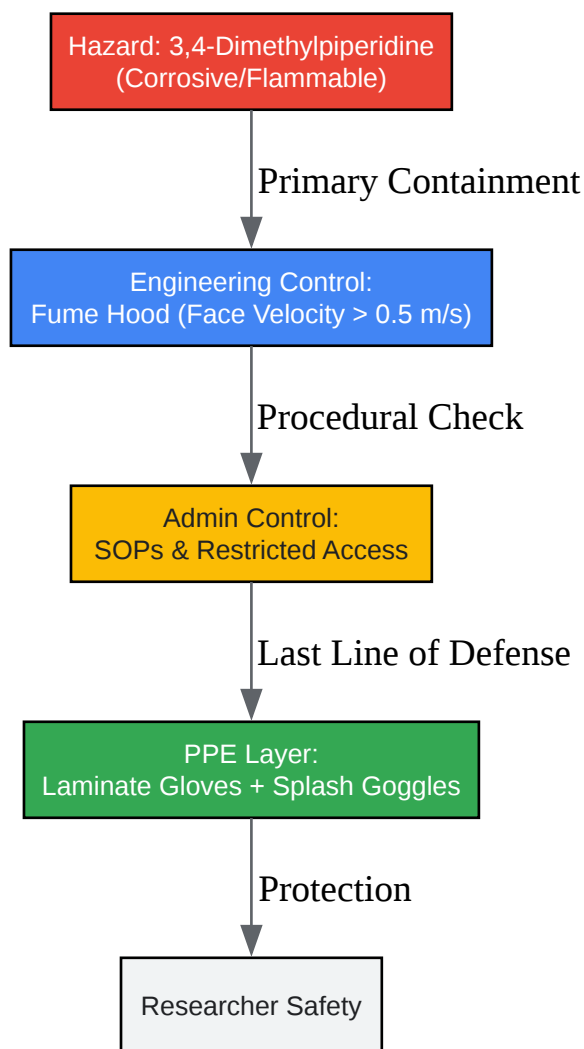 Hazard: 3,4-Dimethylpiperidine
(Corrosive/Flammable)
Primary Containment
Engineering Control:
Fume Hood (Face Velocity > 0.5 m/s)
Procedural Check
Admin Control:
SOPs & Restricted Access
Last Line of Defense
PPE Layer:
Laminate Gloves + Splash Goggles
Protection
Researcher Safety